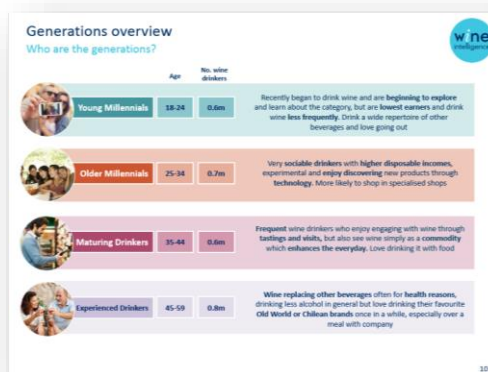 Generations overview
Who are the generations?
wine
intelligence
Age
No. wine
drinkers
Young Millennials
18-24
0.6m
Recently began to drink wine and are beginning to explore
and learn about the category, but are lowest earners and drink
wine less frequently. Drink a wide repertoire of other
beverages and love going out
Older Millennials
25-34
0.7m
Very sociable drinkers with higher disposable incomes,
experimental and enjoy discovering new products through
technology. More likely to shop in specialised shops
Maturing Drinkers
35-44
0.6m
Frequent wine drinkers who enjoy engaging with wine through
tastings and visits, but also see wine simply as a commodity
which enhances the everyday. Love drinking it with food
Experienced Drinkers
45-59
0.8m
Wine replacing other beverages often for health reasons,
drinking less alcohol in general but love drinking their favourite
Old World or Chilean brands once in a while, especially over a
meal with company
10